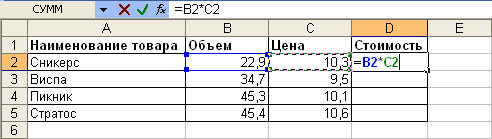 СУММ =B2*C2
A B C D E
1 Наименование товара Объем Цена Стоимость
2 Сникерс 22,9 10,3 =B2*C2
3 Виспа 34,7 9,5
4 Пикник 45,3 10,1
5 Стратос 45,4 10,6
6